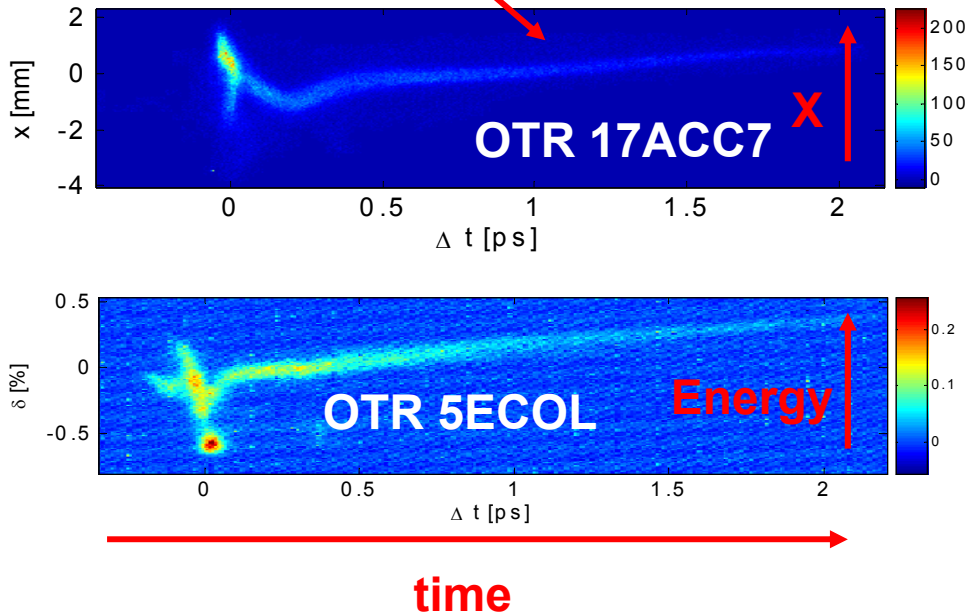 2
0
-2
-4
x [mm]
OTR 17ACC7
X
200
150
100
50
0
0 0.5 1 1.5 2
Δ t [ps]
0.5
0
-0.5
δ [%]
OTR 5ECOL
Energy
0.2
0.1
0
0 0.5 1 1.5 2
Δ t [ps]
time